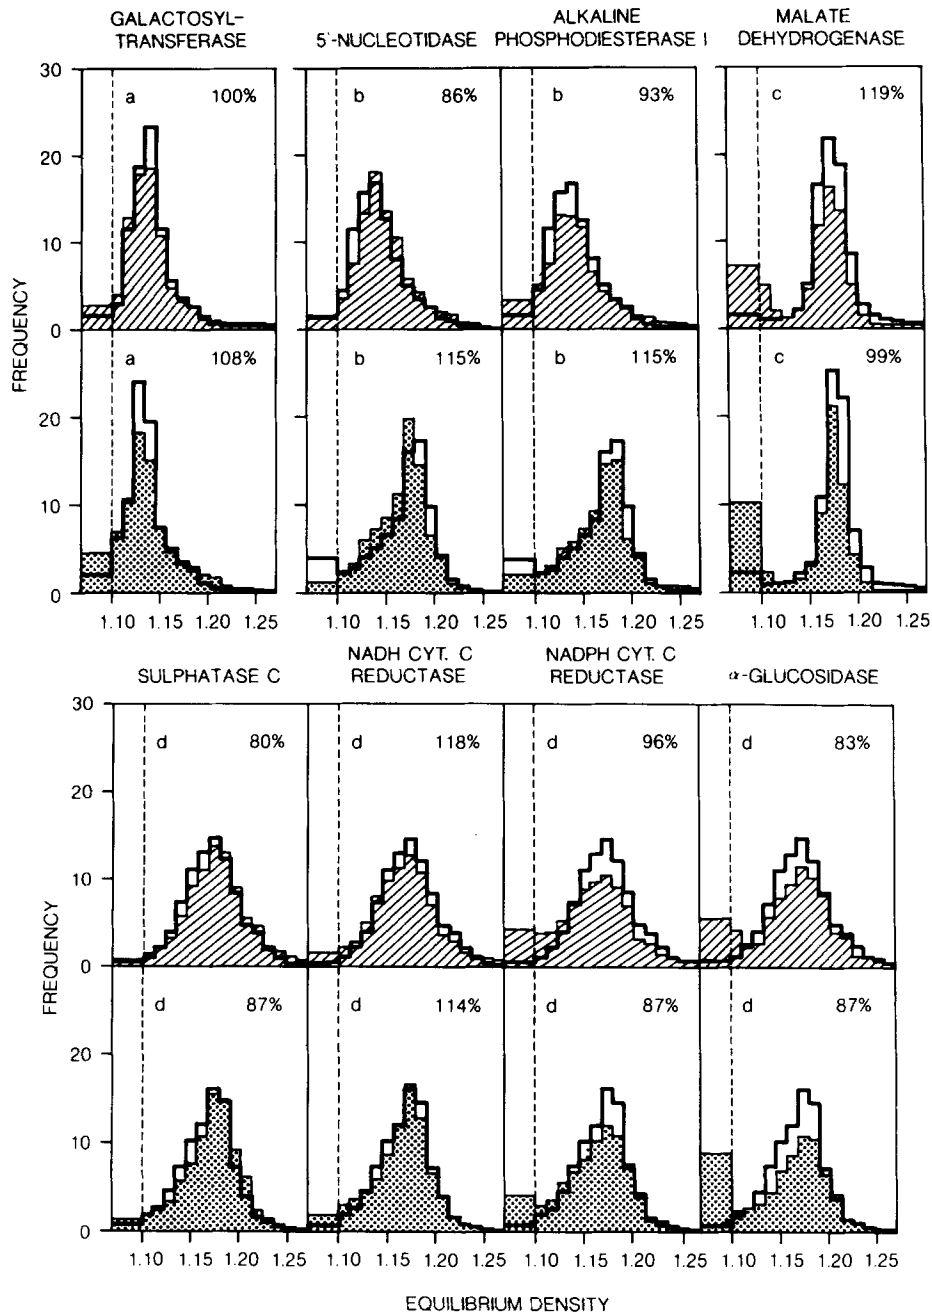 GALACTOSYL-
TRANSFERASE
5'-NUCLEOTIDASE
ALKALINE
PHOSPHODIESTERASE I
MALATE
DEHYDROGENASE
30
20
10
0
a 100%
b 86%
b 93%
c 119%
FREQUENCY
20
10
0
a 108%
b 115%
b 115%
c 99%
1.10 1.15 1.20 1.25
1.10 1.15 1.20 1.25
1.10 1.15 1.20 1.25
1.10 1.15 1.20 1.25
SULPHATASE C
NADH CYT. C
REDUCTASE
NADPH CYT. C
REDUCTASE
α-GLUCOSIDASE
30
20
10
0
d 80%
d 118%
d 96%
d 83%
FREQUENCY
20
10
0
d 87%
d 114%
d 87%
d 87%
1.10 1.15 1.20 1.25
1.10 1.15 1.20 1.25
1.10 1.15 1.20 1.25
1.10 1.15 1.20 1.25
EQUILIBRIUM DENSITY